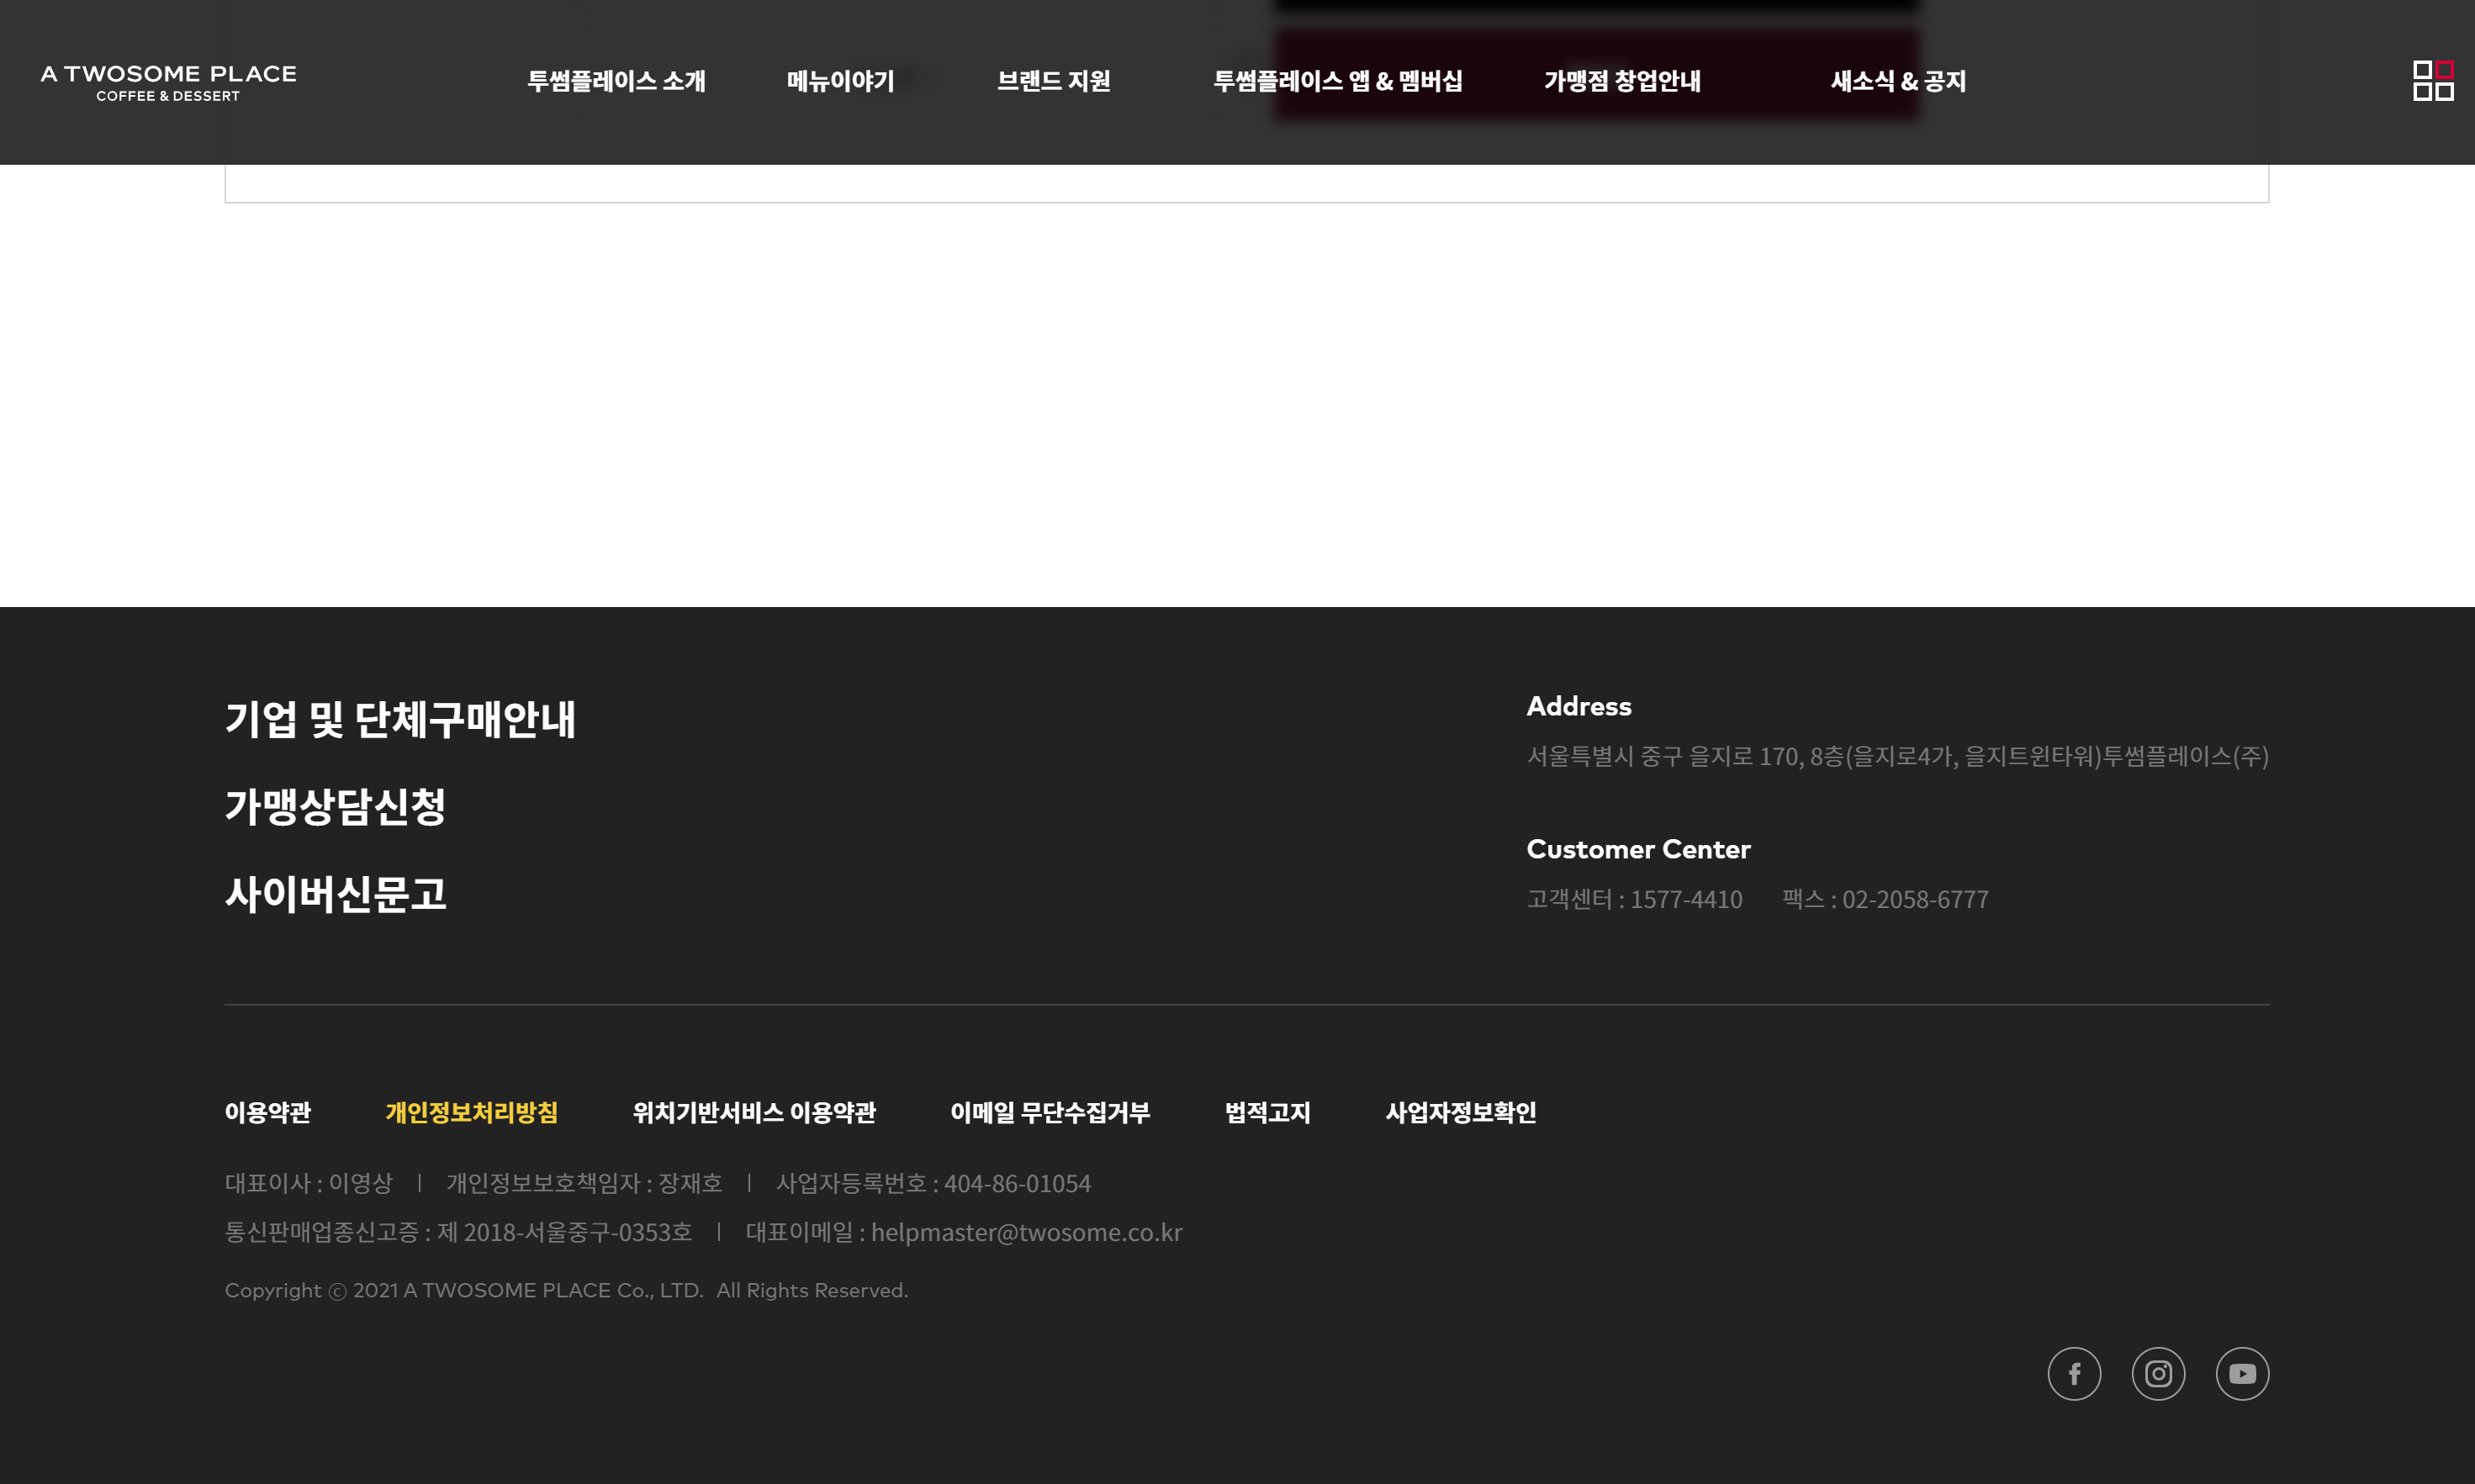 A TWOSOME PLACE
COFFEE & DESSERT
투썸플레이스 소개 메뉴이야기 브랜드 지원 투썸플레이스 앱 & 멤버십 가맹점 창업안내 새소식 & 공지
기업 및 단체구매안내
가맹상담신청
사이버신문고
Address
서울특별시 중구 을지로 170, 8층(을지로4가, 을지트윈타워)투썸플레이스(주)
Customer Center
고객센터 : 1577-4410 팩스 : 02-2058-6777
이용약관 개인정보처리방침 위치기반서비스 이용약관 이메일 무단수집거부 법적고지 사업자정보확인
대표이사 : 이영상 | 개인정보보호책임자 : 장재호 | 사업자등록번호 : 404-86-01054
통신판매업종신고증 : 제 2018-서울중구-0353호 | 대표이메일 : helpmaster@twosome.co.kr
Copyright ⓒ 2021 A TWOSOME PLACE Co., LTD. All Rights Reserved.